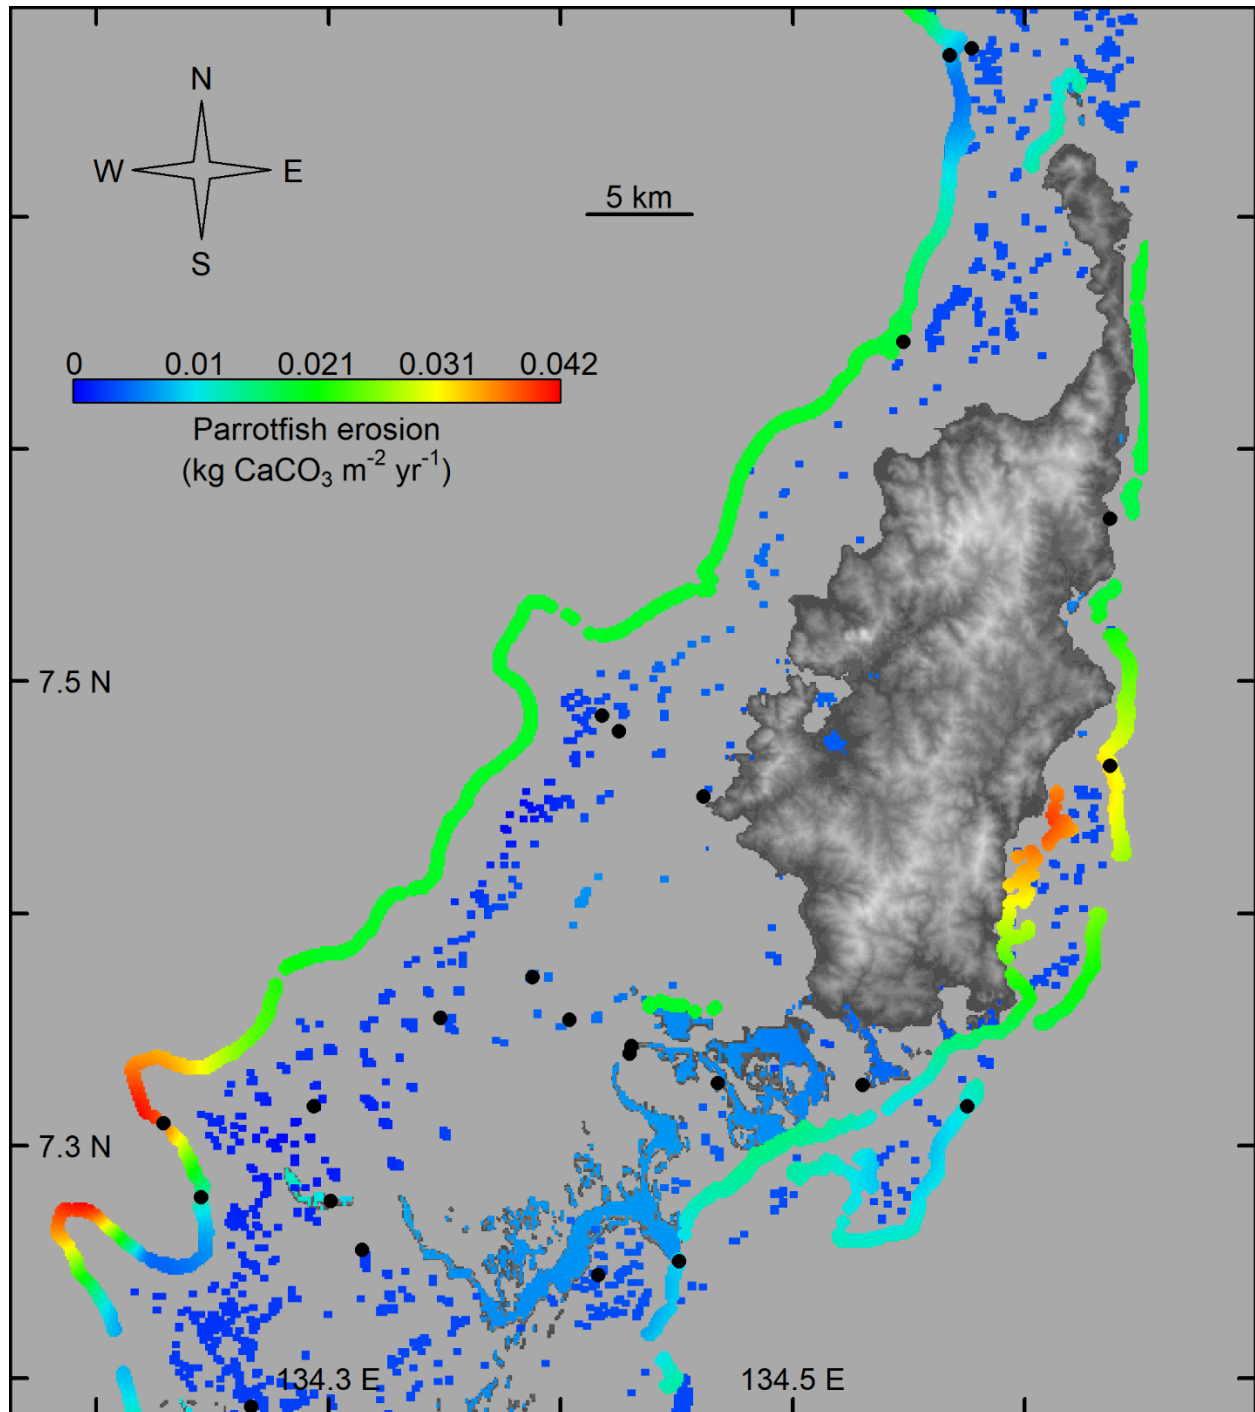 N
W E
S
5 km
0 0.01 0.021 0.031 0.042
Parrotfish erosion
(kg CaCO₃ m⁻² yr⁻¹)
7.5 N
7.3 N
134.3 E 134.5 E